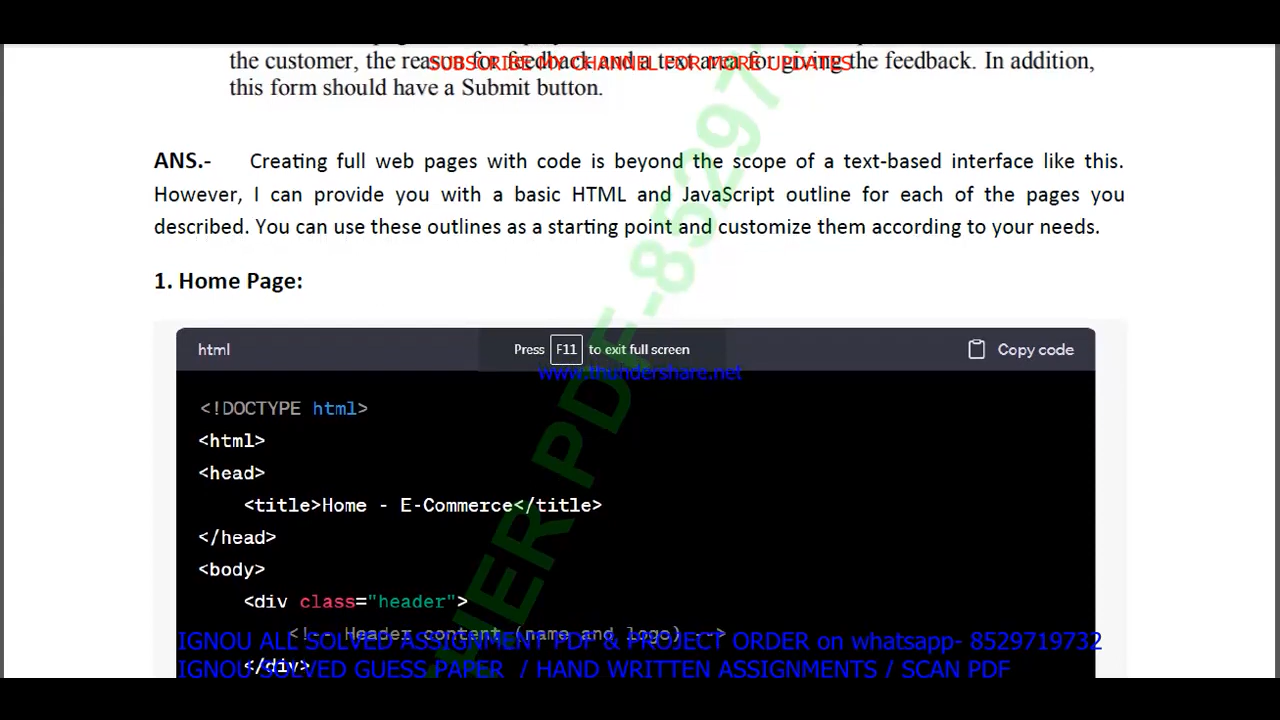 the customer, the reason for feedback and a text area for giving the feedback. In addition,
SUBSCRIBE MY CHANNEL FOR MORE UPDATES
this form should have a Submit button.
ANS.- Creating full web pages with code is beyond the scope of a text-based interface like this.
However, I can provide you with a basic HTML and JavaScript outline for each of the pages you
described. You can use these outlines as a starting point and customize them according to your needs.
1. Home Page:
html
Press F11 to exit full screen
Copy code
www.thundershare.net
<!DOCTYPE html>
<html>
<head>
<title>Home - E-Commerce</title>
</head>
<body>
<div class="header">
<!-- Header content (name and logo) -->
IGNOU ALL SOLVED ASSIGNMENT PDF & PROJECT ORDER on whatsapp- 8529719732
</div>
IGNOU SOLVED GUESS PAPER / HAND WRITTEN ASSIGNMENTS / SCAN PDF
HER PDF-85297